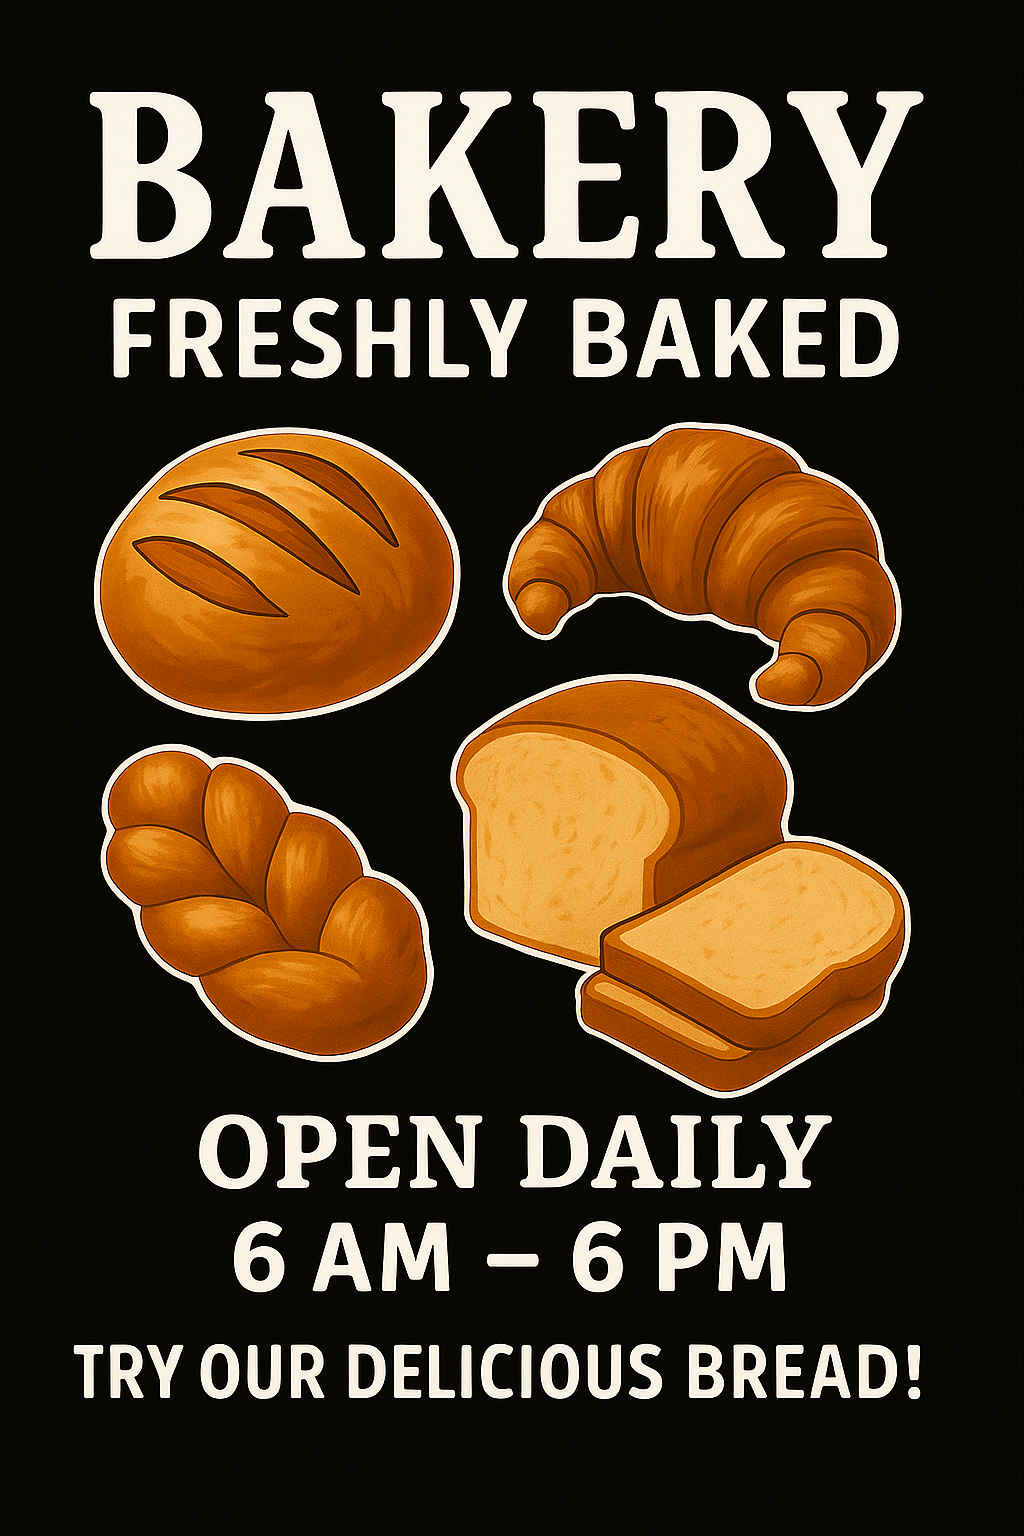 BAKERY
FRESHLY BAKED
OPEN DAILY
6 AM – 6 PM
TRY OUR DELICIOUS BREAD!